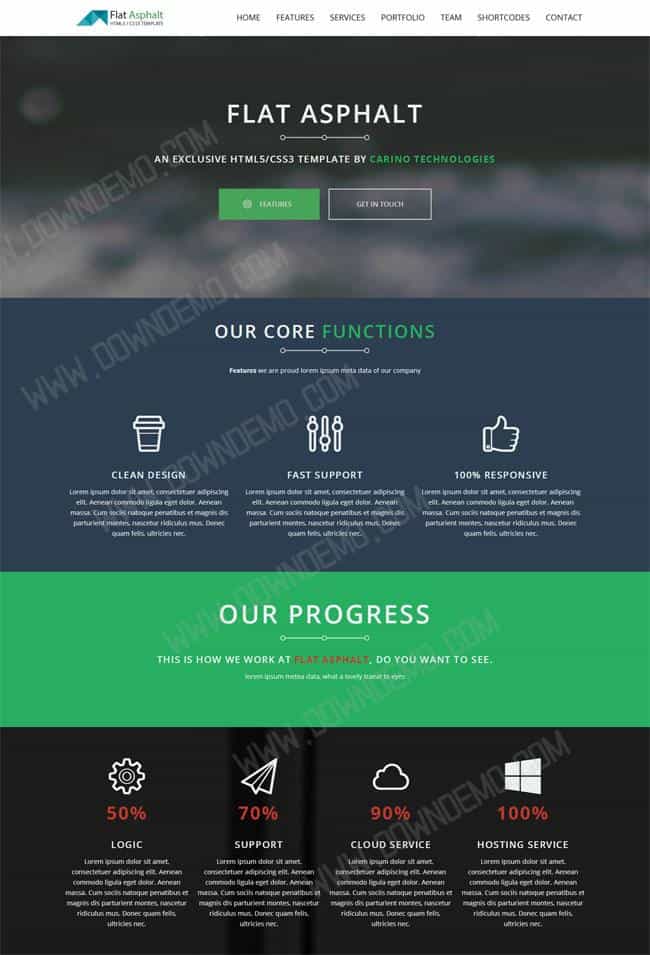 Flat Asphalt
HTML5 / CSS3 TEMPLATE
HOME FEATURES SERVICES PORTFOLIO TEAM SHORTCODES CONTACT
FLAT ASPHALT
AN EXCLUSIVE HTML5/CSS3 TEMPLATE BY CARINO TECHNOLOGIES
FEATURES GET IN TOUCH
OUR CORE FUNCTIONS
Features we are proud lorem ipsum meta data of our company
CLEAN DESIGN
Lorem ipsum dolor sit amet, consectetuer adipiscing
elit. Aenean commodo ligula eget dolor. Aenean
massa. Cum sociis natoque penatibus et magnis dis
parturient montes, nascetur ridiculus mus. Donec
quam felis, ultricies nec.
FAST SUPPORT
Lorem ipsum dolor sit amet, consectetuer adipiscing
elit. Aenean commodo ligula eget dolor. Aenean
massa. Cum sociis natoque penatibus et magnis dis
parturient montes, nascetur ridiculus mus. Donec
quam felis, ultricies nec.
100% RESPONSIVE
Lorem ipsum dolor sit amet, consectetuer adipiscing
elit. Aenean commodo ligula eget dolor. Aenean
massa. Cum sociis natoque penatibus et magnis dis
parturient montes, nascetur ridiculus mus. Donec
quam felis, ultricies nec.
OUR PROGRESS
THIS IS HOW WE WORK AT FLAT ASPHALT, DO YOU WANT TO SEE.
lorem ipsum metea data, what a lovely transit to eyes
50%
LOGIC
Lorem ipsum dolor sit amet,
consectetuer adipiscing elit. Aenean
commodo ligula eget dolor. Aenean
massa. Cum sociis natoque penatibus et
magnis dis parturient montes, nascetur
ridiculus mus. Donec quam felis,
ultricies nec.
70%
SUPPORT
Lorem ipsum dolor sit amet,
consectetuer adipiscing elit. Aenean
commodo ligula eget dolor. Aenean
massa. Cum sociis natoque penatibus et
magnis dis parturient montes, nascetur
ridiculus mus. Donec quam felis,
ultricies nec.
90%
CLOUD SERVICE
Lorem ipsum dolor sit amet,
consectetuer adipiscing elit. Aenean
commodo ligula eget dolor. Aenean
massa. Cum sociis natoque penatibus et
magnis dis parturient montes, nascetur
ridiculus mus. Donec quam felis,
ultricies nec.
100%
HOSTING SERVICE
Lorem ipsum dolor sit amet,
consectetuer adipiscing elit. Aenean
commodo ligula eget dolor. Aenean
massa. Cum sociis natoque penatibus et
magnis dis parturient montes, nascetur
ridiculus mus. Donec quam felis,
ultricies nec.
WWW.DOWNDEMO.COM
WWW.DOWNDEMO.COM
WWW.DOWNDEMO.COM
WWW.DOWNDEMO.COM
WWW.DOWNDEMO.COM
WWW.DOWNDEMO.COM